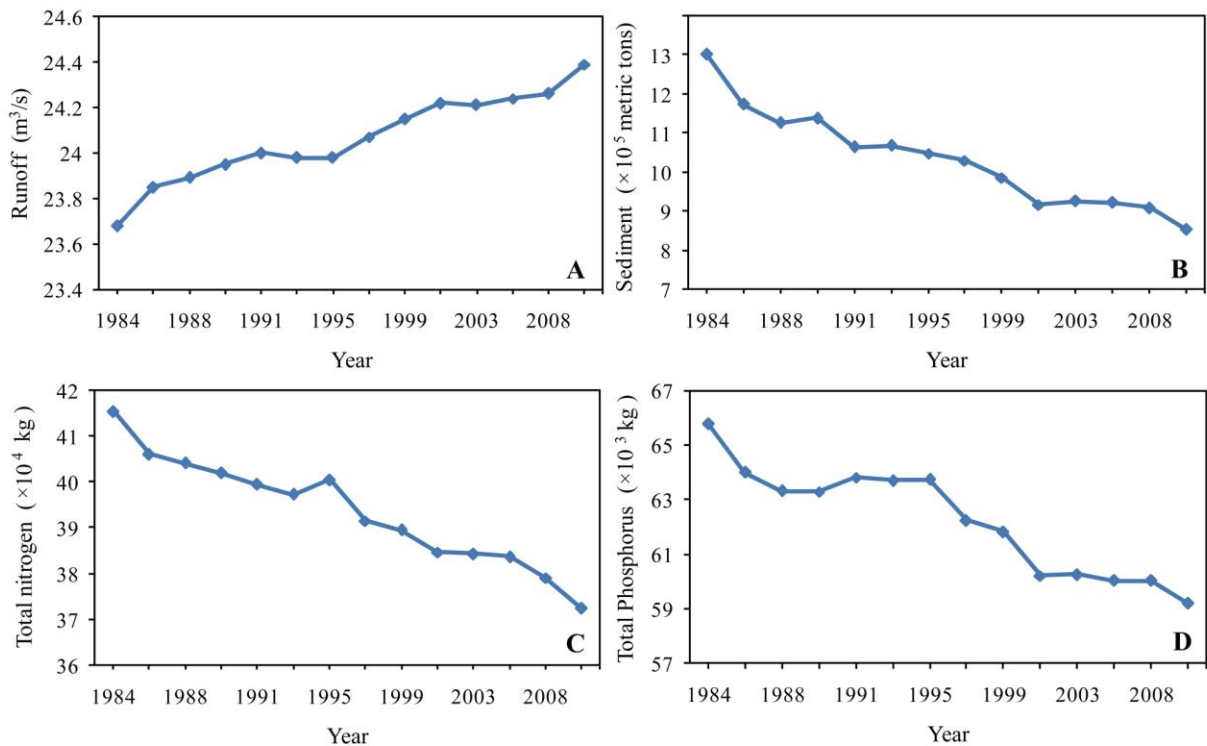 Runoff (m³/s)
24.6
24.4
24.2
24
23.8
23.6
23.4
1984 1988 1991 1995 1999 2003 2008
Year
A
Sediment (×10⁵ metric tons)
13
12
11
10
9
8
7
1984 1988 1991 1995 1999 2003 2008
Year
B
Total nitrogen (×10⁴ kg)
42
41
40
39
38
37
36
1984 1988 1991 1995 1999 2003 2008
Year
C
Total Phosphorus (×10³ kg)
67
65
63
61
59
57
1984 1988 1991 1995 1999 2003 2008
Year
D